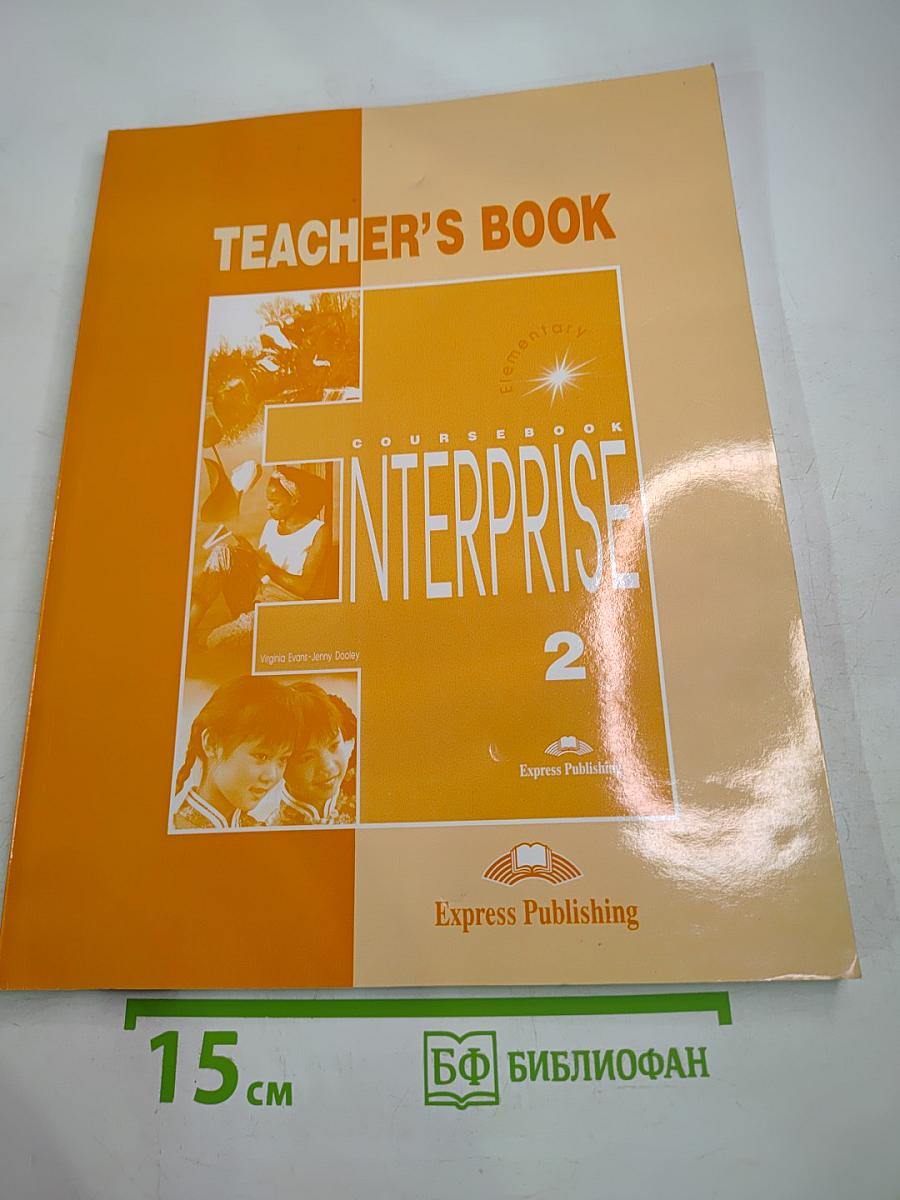 TEACHER'S BOOK
Elementary
COURSEBOOK
ENTERPRISE
Virginia Evans-Jenny Dooley
2
Express Publishing
Express Publishing
15 см
БФ БИБЛИОФАН